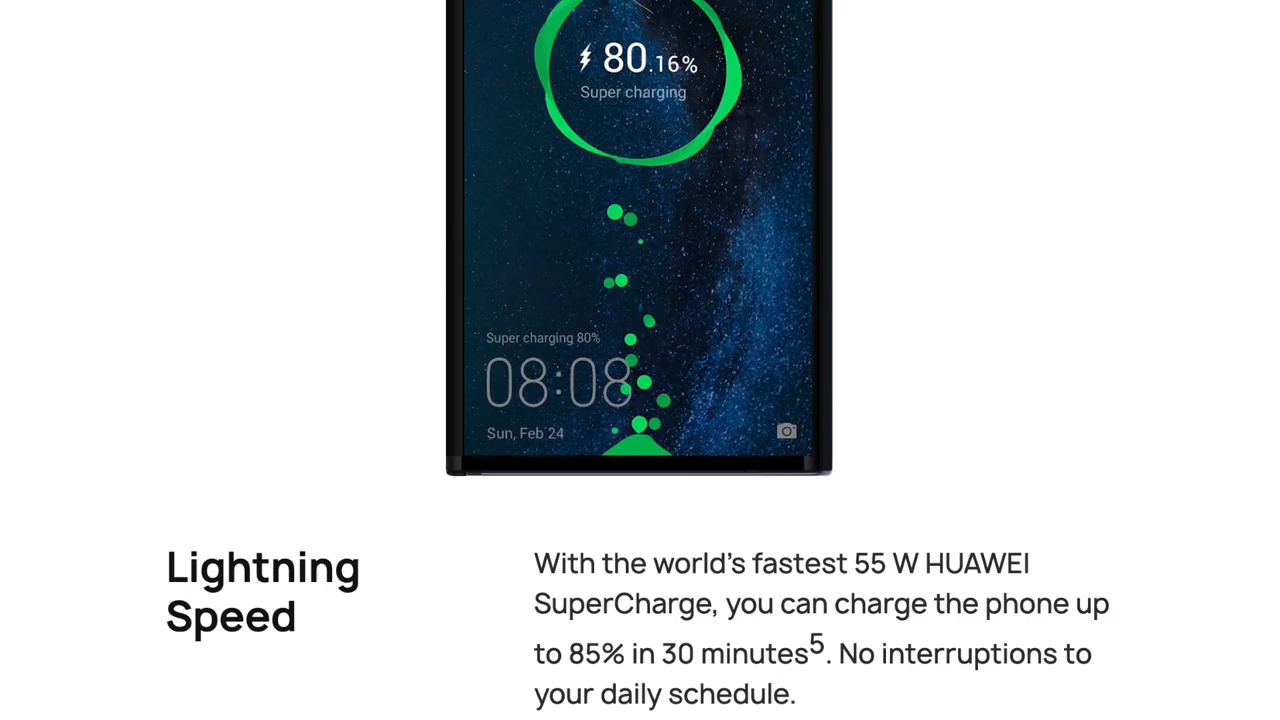 80.16%
Super charging
Super charging 80%
08:08
Sun, Feb 24
Lightning
Speed
With the world's fastest 55 W HUAWEI
SuperCharge, you can charge the phone up
to 85% in 30 minutes5. No interruptions to
your daily schedule.